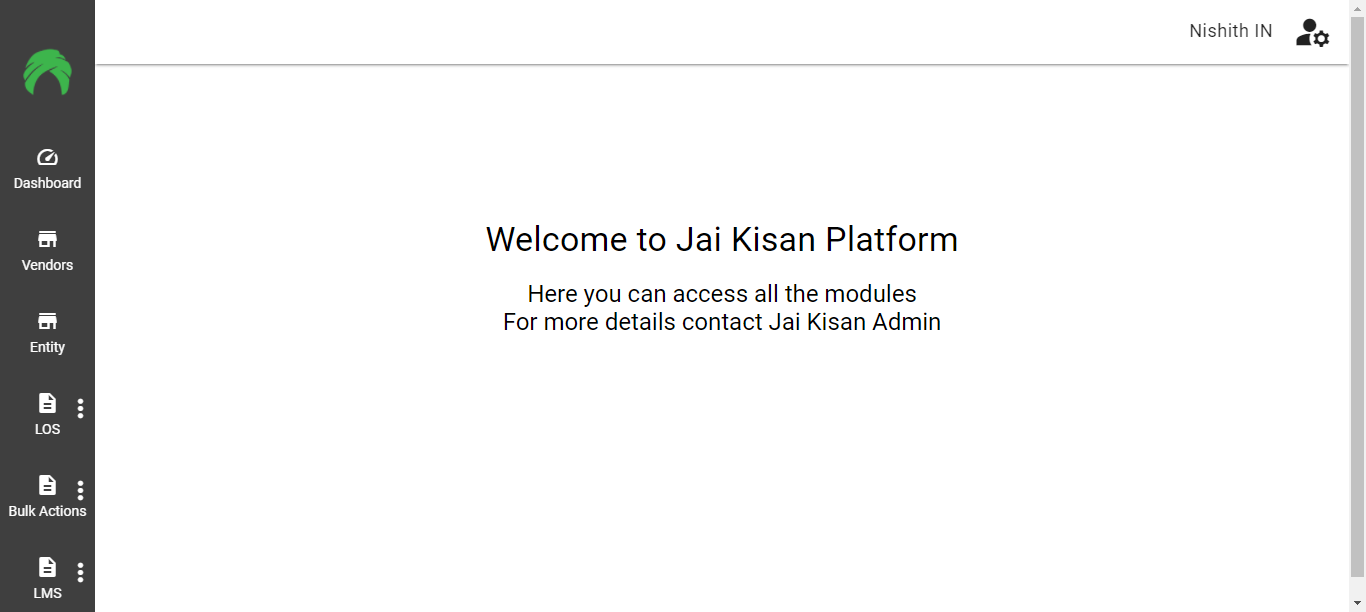 Nishith IN
Dashboard
Vendors
Entity
LOS
Bulk Actions
LMS
Welcome to Jai Kisan Platform
Here you can access all the modules
For more details contact Jai Kisan Admin